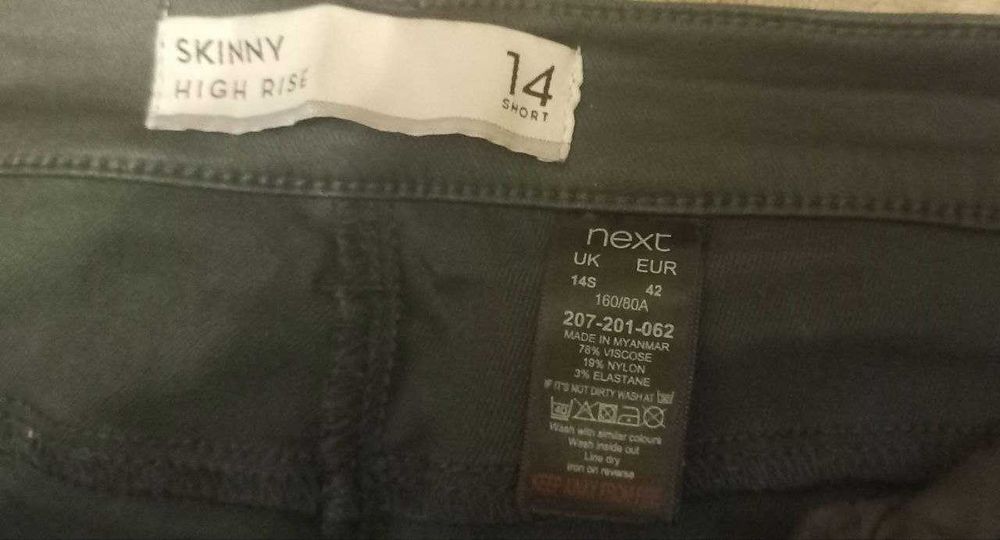 SKINNY
HIGH RISE
14
SHORT
next
UK EUR
14S 42
160/80A
207-201-062
MADE IN MYANMAR
78% VISCOSE
19% NYLON
3% ELASTANE
IF IT'S NOT DIRTY WASH AT
Wash with similar colours
Wash inside out
Line dry
Iron on reverse